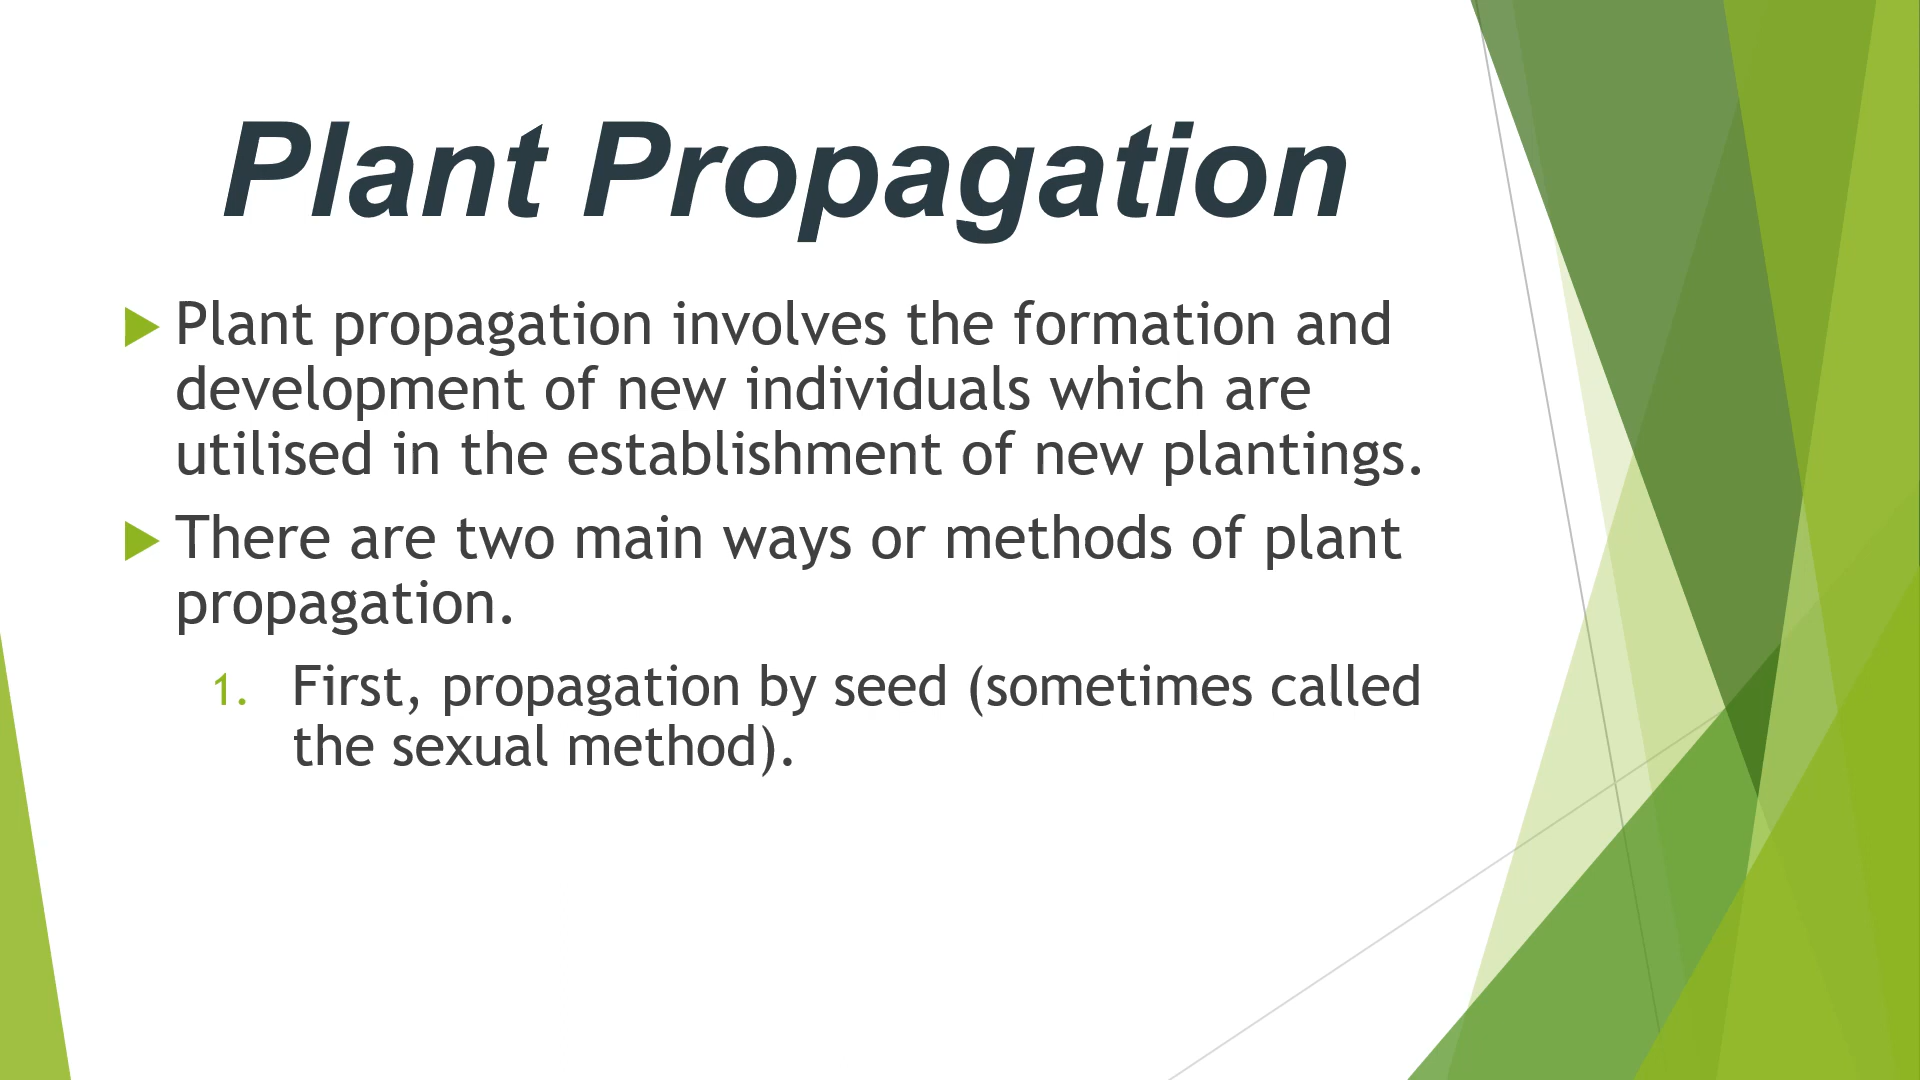 Plant Propagation
Plant propagation involves the formation and
development of new individuals which are
utilised in the establishment of new plantings.
There are two main ways or methods of plant
propagation.
1. First, propagation by seed (sometimes called
the sexual method).